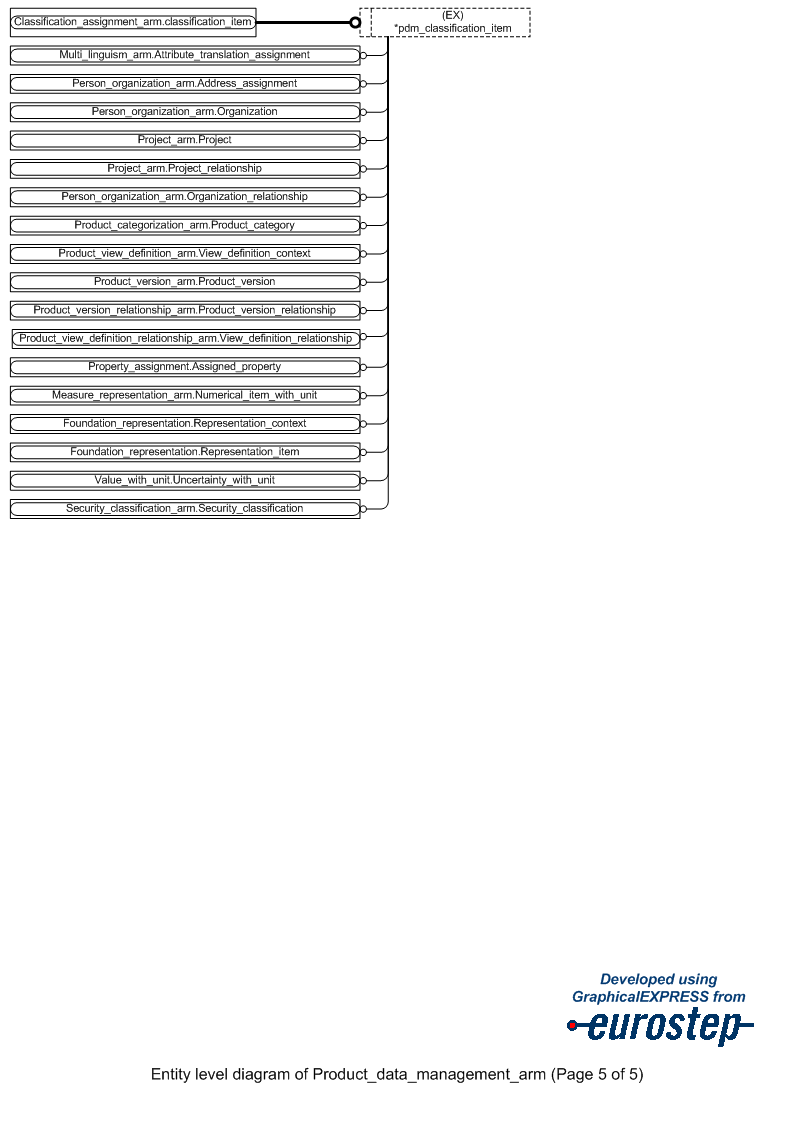 Classification_assignment_arm.classification_item
(EX)
*pdm_classification_item
Multi_linguism_arm.Attribute_translation_assignment
Person_organization_arm.Address_assignment
Person_organization_arm.Organization
Project_arm.Project
Project_arm.Project_relationship
Person_organization_arm.Organization_relationship
Product_categorization_arm.Product_category
Product_view_definition_arm.View_definition_context
Product_version_arm.Product_version
Product_version_relationship_arm.Product_version_relationship
Product_view_definition_relationship_arm.View_definition_relationship
Property_assignment.Assigned_property
Measure_representation_arm.Numerical_item_with_unit
Foundation_representation.Representation_context
Foundation_representation.Representation_item
Value_with_unit.Uncertainty_with_unit
Security_classification_arm.Security_classification
Developed using
GraphicalEXPRESS from
eurostep
Entity level diagram of Product_data_management_arm (Page 5 of 5)